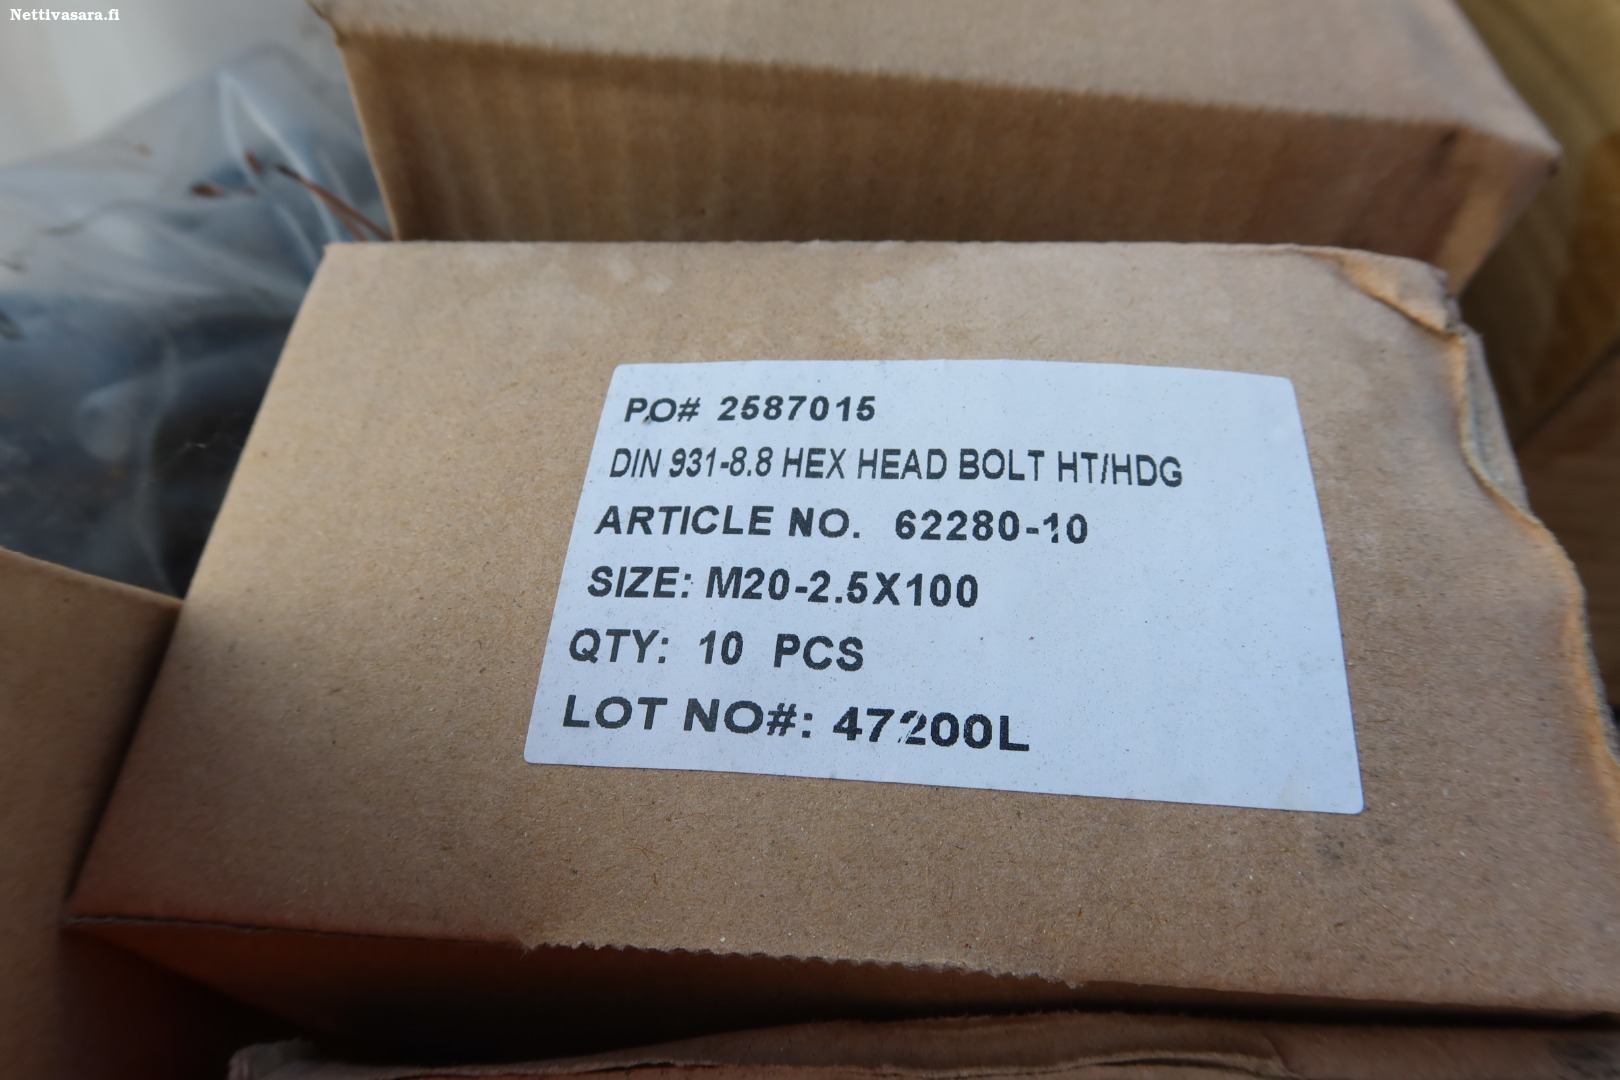 Nettivasara.fi
P.O# 2587015
DIN 931-8.8 HEX HEAD BOLT HT/HDG
ARTICLE NO. 62280-10
SIZE: M20-2.5X100
QTY: 10 PCS
LOT NO#: 47200L